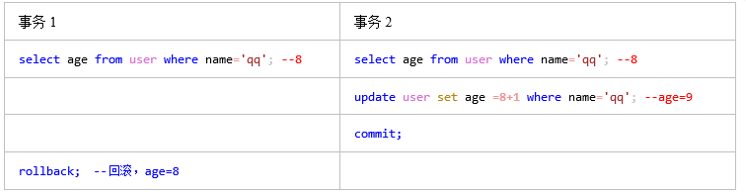 事务 1 事务 2
select age from user where name='qq'; --8 select age from user where name='qq'; --8
update user set age =8+1 where name='qq'; --age=9
commit;
rollback; --回滚，age=8